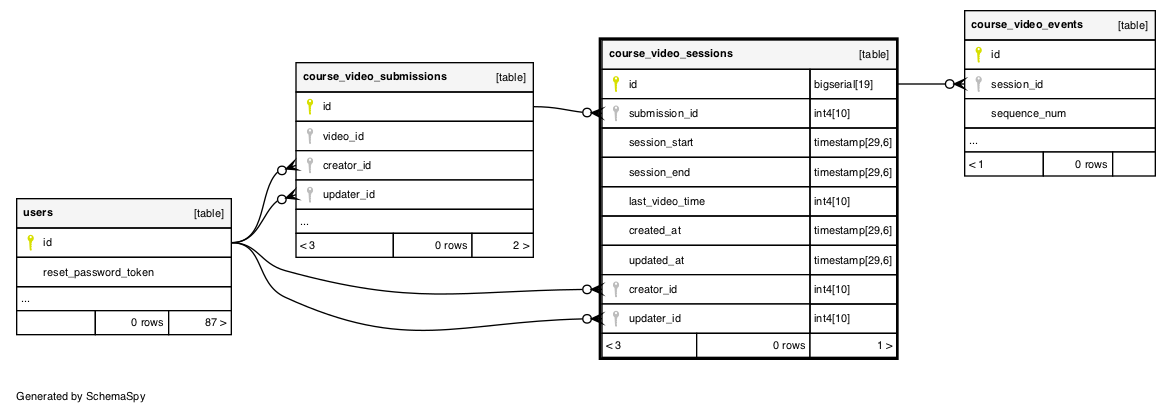 course_video_events [table]
id
session_id
sequence_num
...
< 1 0 rows
course_video_sessions [table]
id bigserial[19]
submission_id int4[10]
session_start timestamp[29,6]
session_end timestamp[29,6]
last_video_time int4[10]
created_at timestamp[29,6]
updated_at timestamp[29,6]
creator_id int4[10]
updater_id int4[10]
< 3 0 rows 1 >
course_video_submissions [table]
id
video_id
creator_id
updater_id
...
< 3 0 rows 2 >
users [table]
id
reset_password_token
...
0 rows 87 >
Generated by SchemaSpy